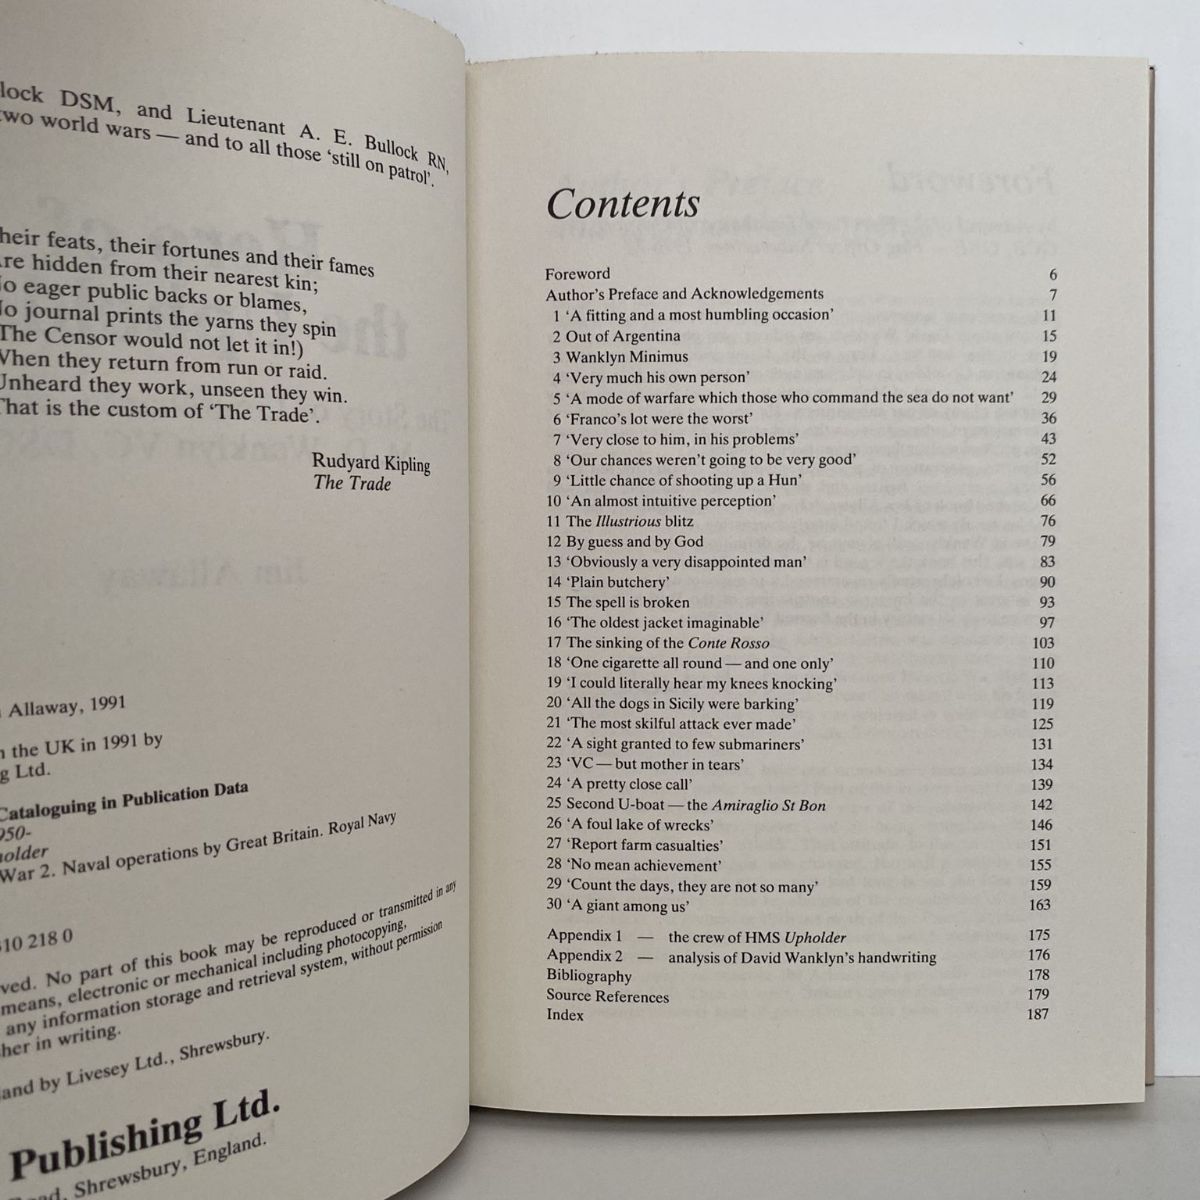 lock DSM, and Lieutenant A. E. Bullock RN,
two world wars — and to all those ‘still on patrol’.
heir feats, their fortunes and their fames
re hidden from their nearest kin;
o eager public backs or blames,
o journal prints the yarns they spin
(The Censor would not let it in!)
When they return from run or raid.
Unheard they work, unseen they win.
That is the custom of ‘The Trade’.
Rudyard Kipling
The Trade
Allaway, 1991
n the UK in 1991 by
g Ltd.
Cataloguing in Publication Data
950-
holder
War 2. Naval operations by Great Britain. Royal Navy
310 218 0
ved. No part of this book may be reproduced or transmitted in any
means, electronic or mechanical including photocopying,
any information storage and retrieval system, without permission
her in writing.
and by Livesey Ltd., Shrewsbury.
Publishing Ltd.
Road, Shrewsbury, England.
Contents
Foreword 6
Author’s Preface and Acknowledgements 7
1 ‘A fitting and a most humbling occasion’ 11
2 Out of Argentina 15
3 Wanklyn Minimus 19
4 ‘Very much his own person’ 24
5 ‘A mode of warfare which those who command the sea do not want’ 29
6 ‘Franco’s lot were the worst’ 36
7 ‘Very close to him, in his problems’ 43
8 ‘Our chances weren’t going to be very good’ 52
9 ‘Little chance of shooting up a Hun’ 56
10 ‘An almost intuitive perception’ 66
11 The Illustrious blitz 76
12 By guess and by God 79
13 ‘Obviously a very disappointed man’ 83
14 ‘Plain butchery’ 90
15 The spell is broken 93
16 ‘The oldest jacket imaginable’ 97
17 The sinking of the Conte Rosso 103
18 ‘One cigarette all round — and one only’ 110
19 ‘I could literally hear my knees knocking’ 113
20 ‘All the dogs in Sicily were barking’ 119
21 ‘The most skilful attack ever made’ 125
22 ‘A sight granted to few submariners’ 131
23 ‘VC — but mother in tears’ 134
24 ‘A pretty close call’ 139
25 Second U-boat — the Amiraglio St Bon 142
26 ‘A foul lake of wrecks’ 146
27 ‘Report farm casualties’ 151
28 ‘No mean achievement’ 155
29 ‘Count the days, they are not so many’ 159
30 ‘A giant among us’ 163
Appendix 1 — the crew of HMS Upholder 175
Appendix 2 — analysis of David Wanklyn’s handwriting 176
Bibliography 178
Source References 179
Index 187